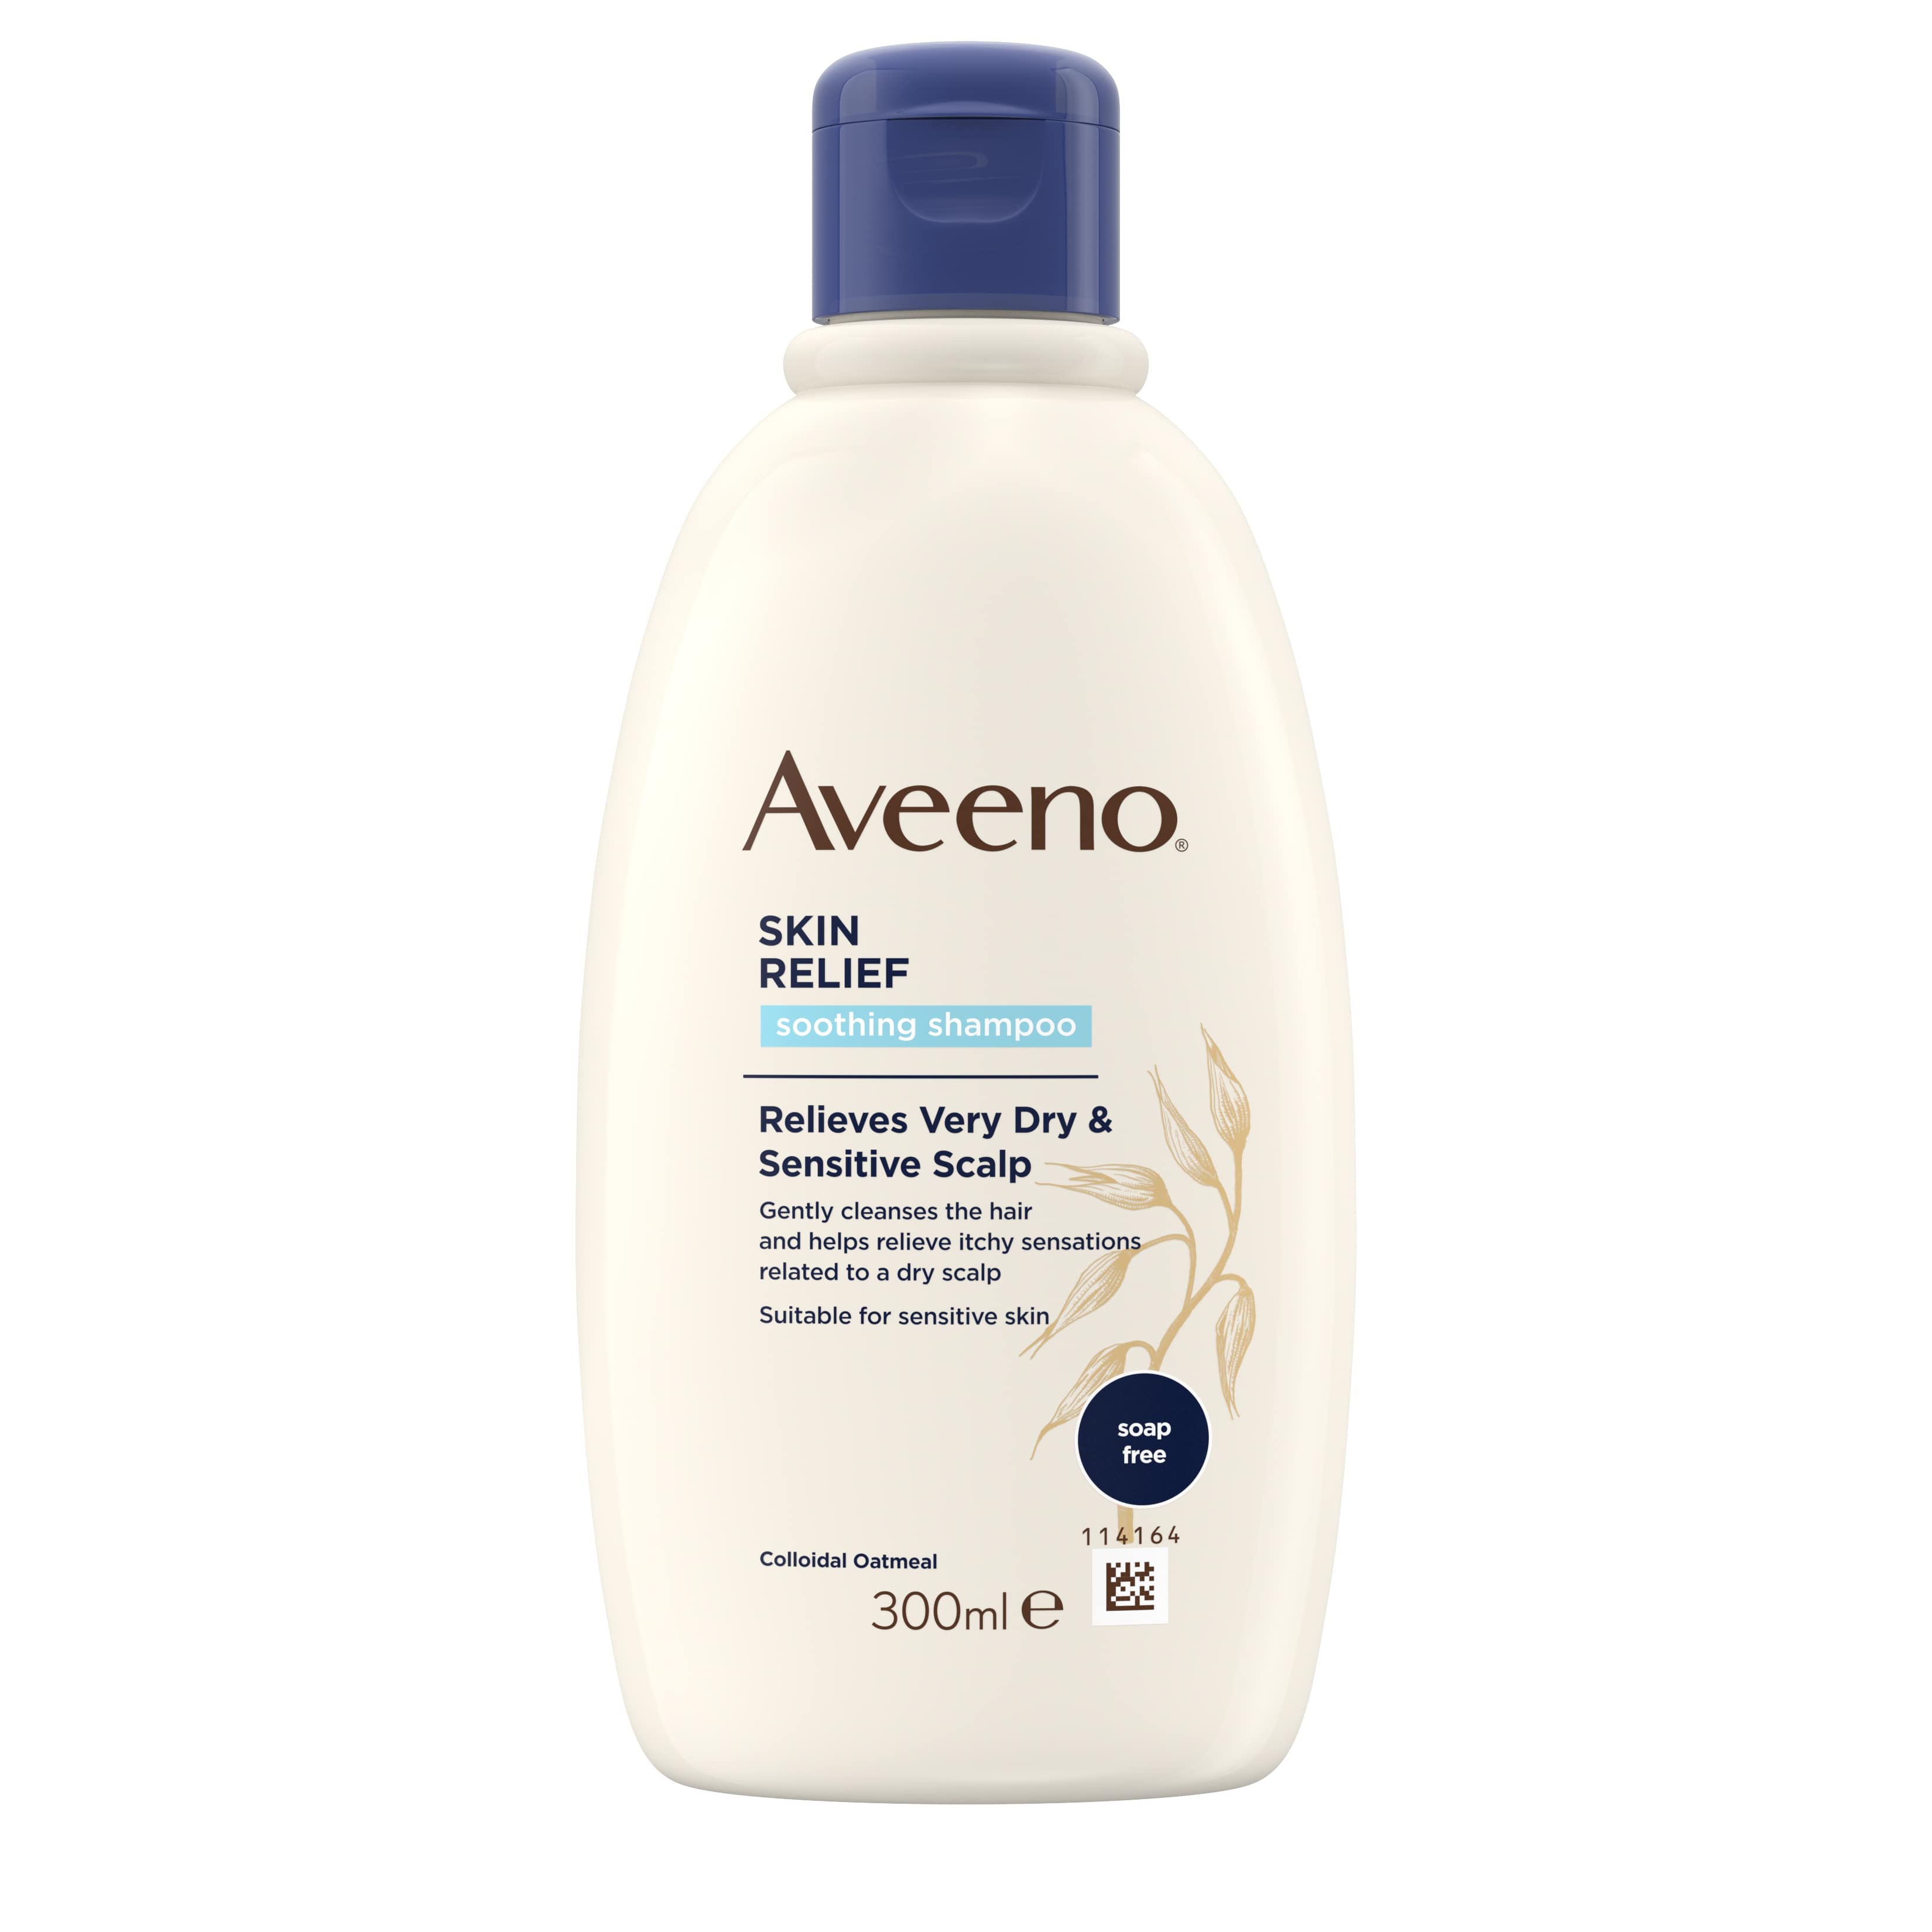 Aveeno®
SKIN
RELIEF
soothing shampoo
Relieves Very Dry &
Sensitive Scalp
Gently cleanses the hair
and helps relieve itchy sensations
related to a dry scalp
Suitable for sensitive skin
soap
free
114164
Colloidal Oatmeal
300ml ℮